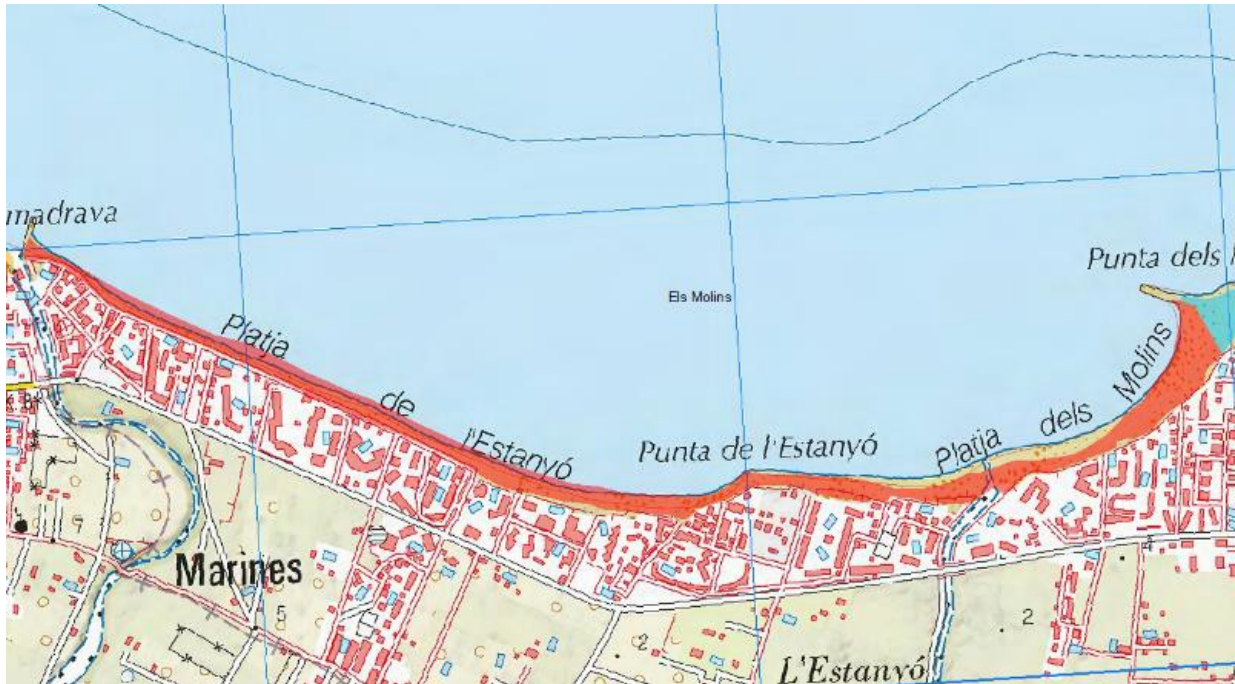 madrava
Punta dels
Els Molins
Platja
de
l'Estanyó
Punta de l'Estanyó
Platja
dels
Molins
Marines
7
5
2
2
L'Estanyó